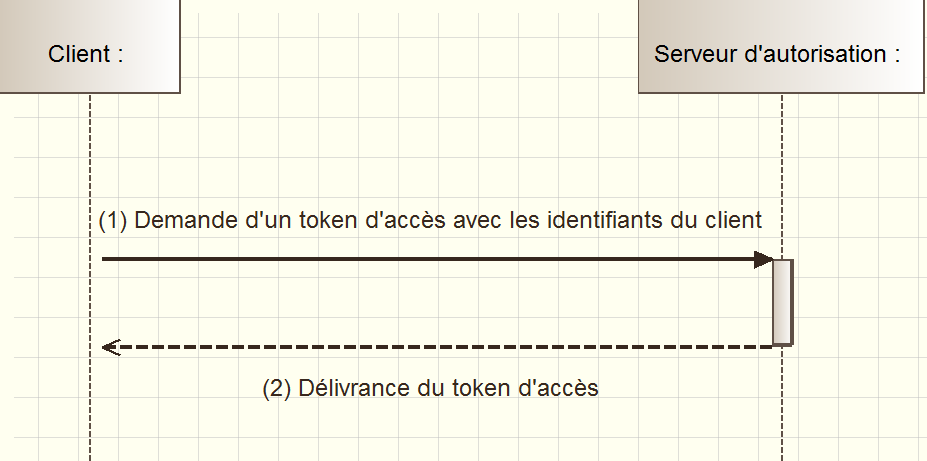 Client :
Serveur d'autorisation :
(1) Demande d'un token d'accès avec les identifiants du client
(2) Délivrance du token d'accès